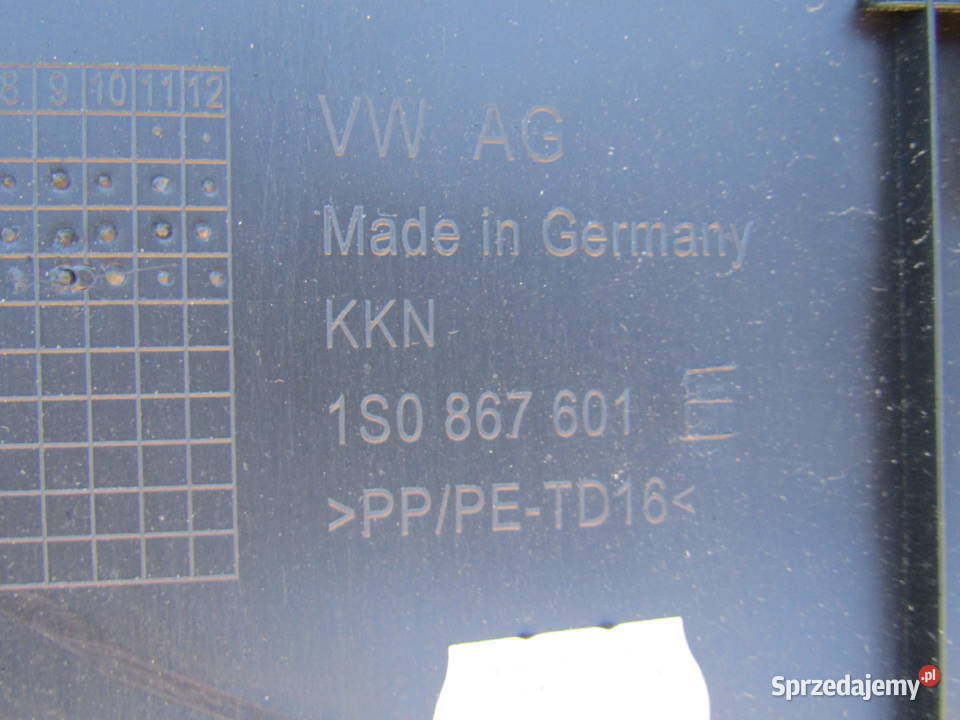 8 9 10 11 12
VW AG
Made in Germany
KKN
1S0 867 601 E
>PP/PE-TD16<
Sprzedajemy.pl